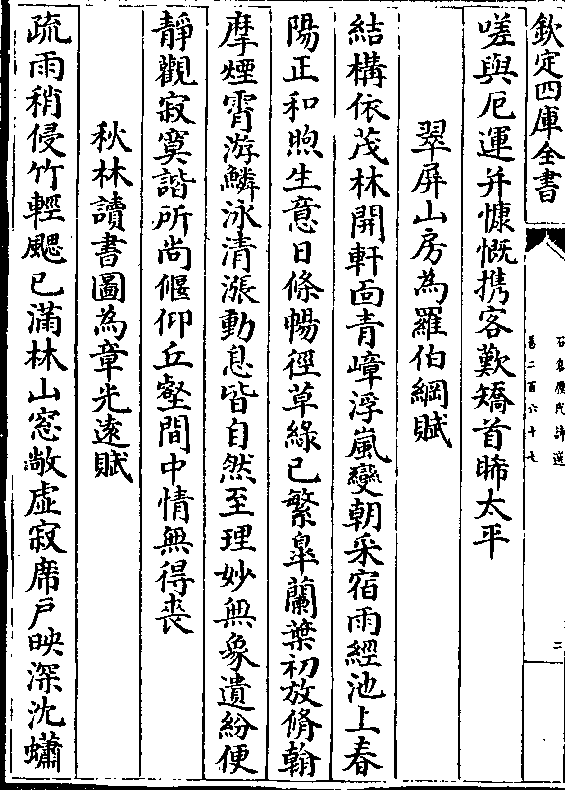 欽定四庫全書
石倉歷代詩選
卷二百六十七
二
嗟與厄運并慷慨携客歎矯首睎太平
翠屏山房為羅伯綱賦
結構依茂林開軒面青嶂浮嵐變朝采宿雨經池上春
陽正和煦生意日條暢徑草緑已繁臯蘭葉初放脩翰
摩煙霄游鱗泳清漲動息皆自然至理妙無象遺紛便
靜觀寂寞諧所尚偃仰丘壑間中情無得丧
秋林讀書圖為章光遠賦
疏雨稍侵竹輕颸已滿林山窓敞虚寂席户映深沈蠨